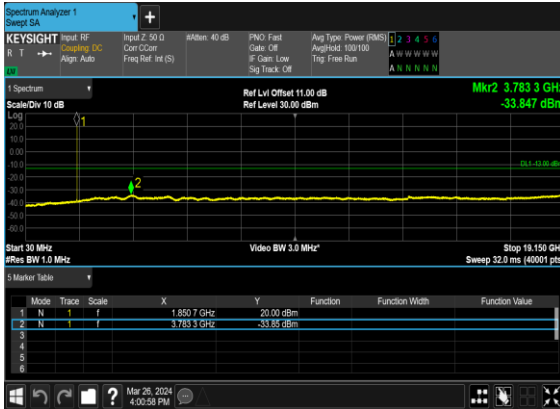 Spectrum Analyzer 1
Swept SA
+
KEYSIGHT Input: RF Input Z: 50 Ω #Atten: 40 dB PNO: Fast Avg Type: Power (RMS) 1 2 3 4 5 6
R T Coupling: DC Corr CCorr Gate: Off Avg|Hold: 100/100 A W W W W W
Align: Auto Freq Ref: Int (S) IF Gain: Low Trig: Free Run
LXI Sig Track: Off A N N N N N
1 Spectrum Ref Lvl Offset 11.00 dB Mkr2 3.783 3 GHz
Scale/Div 10 dB Ref Level 30.00 dBm -33.847 dBm
Log
20.0
10.0
0.00
-10.0
-20.0
-30.0
-40.0
-50.0
-60.0
1
DL1 -13.00 dBm
2
Start 30 MHz Video BW 3.0 MHz* Stop 19.150 GHz
#Res BW 1.0 MHz Sweep 32.0 ms (40001 pts)
5 Marker Table
Mode Trace Scale X Y Function Function Width Function Value
1 N 1 f 1.850 7 GHz 20.00 dBm
2 N 1 f 3.783 3 GHz -33.85 dBm
3
4
5
6
? Mar 26, 2024
4:00:58 PM